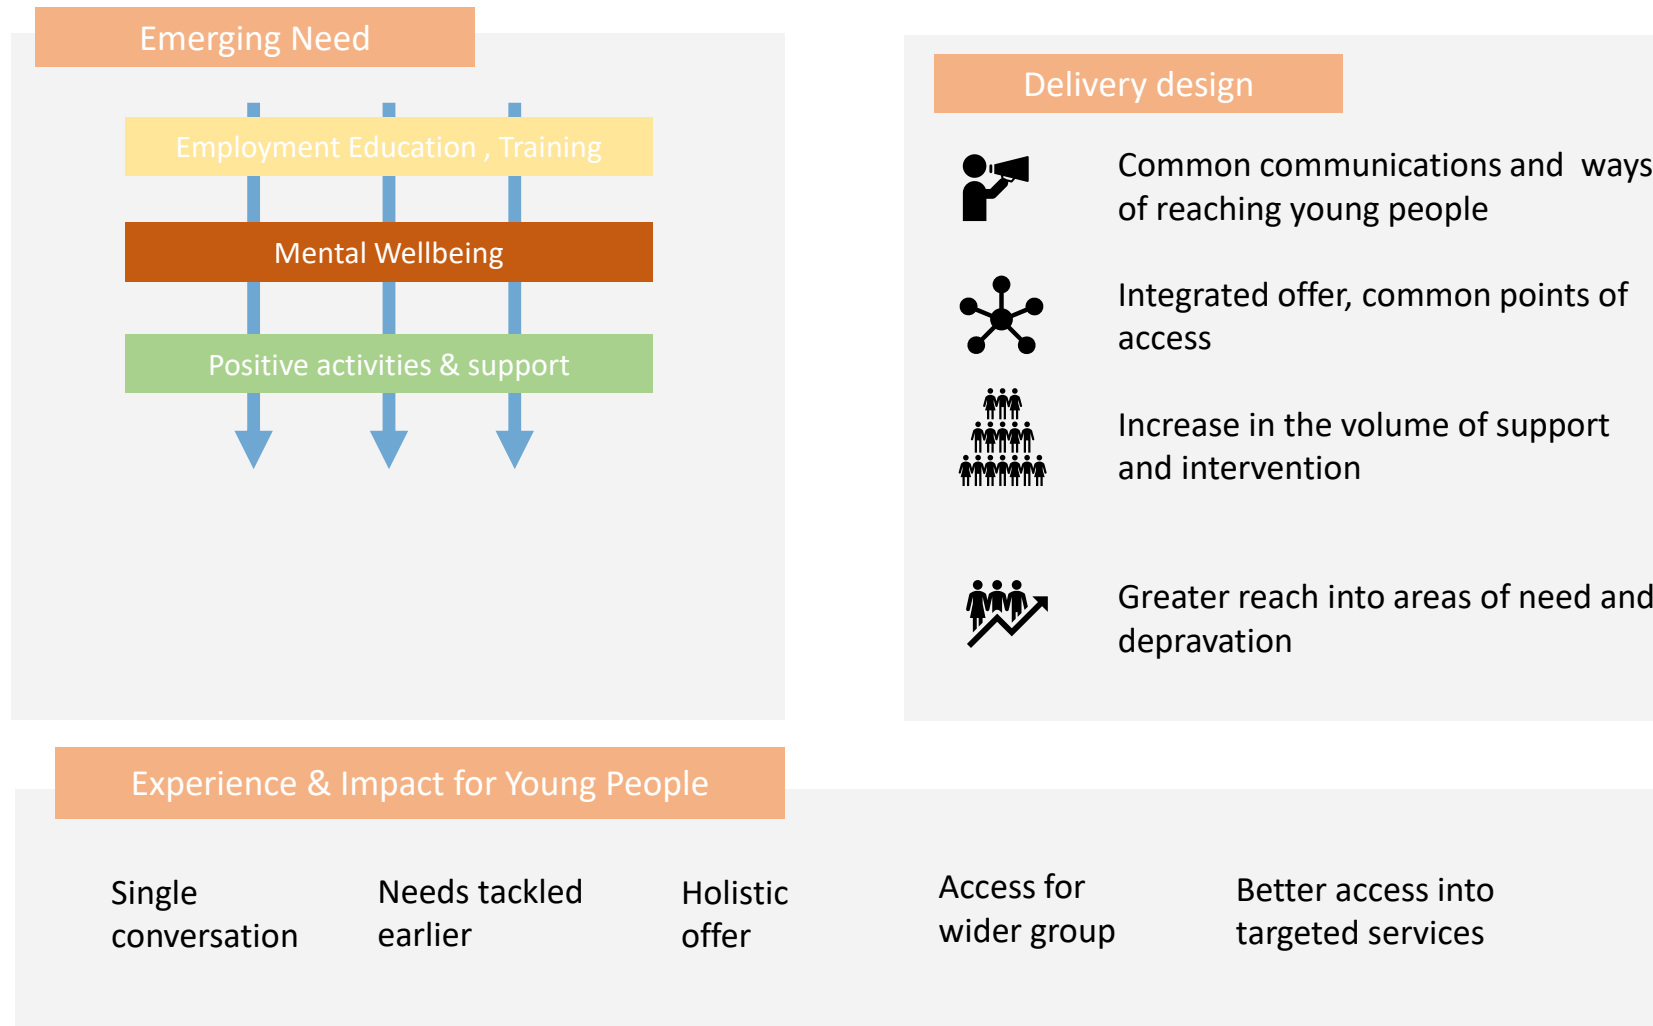 Emerging Need
Employment Education , Training
Mental Wellbeing
Positive activities & support
Delivery design
Common communications and  ways
of reaching young people
Integrated offer, common points of
access
Increase in the volume of support
and intervention
Greater reach into areas of need and
depravation
Experience & Impact for Young People
Single
conversation
Needs tackled
earlier
Holistic
offer
Access for
wider group
Better access into
targeted services